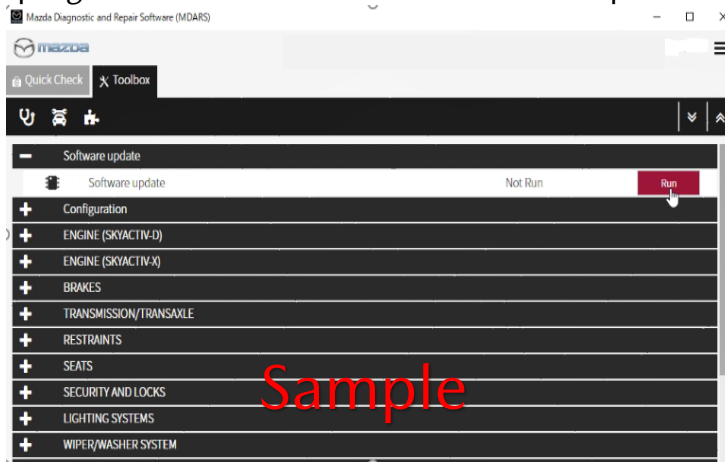 Mazda Diagnostic and Repair Software (MDARS)
mazda
Quick Check Toolbox
Software update
Software update Not Run Run
Configuration
ENGINE (SKYACTIV-D)
ENGINE (SKYACTIV-X)
BRAKES
TRANSMISSION/TRANSAXLE
RESTRAINTS
SEATS
SECURITY AND LOCKS
Sample
LIGHTING SYSTEMS
WIPER/WASHER SYSTEM